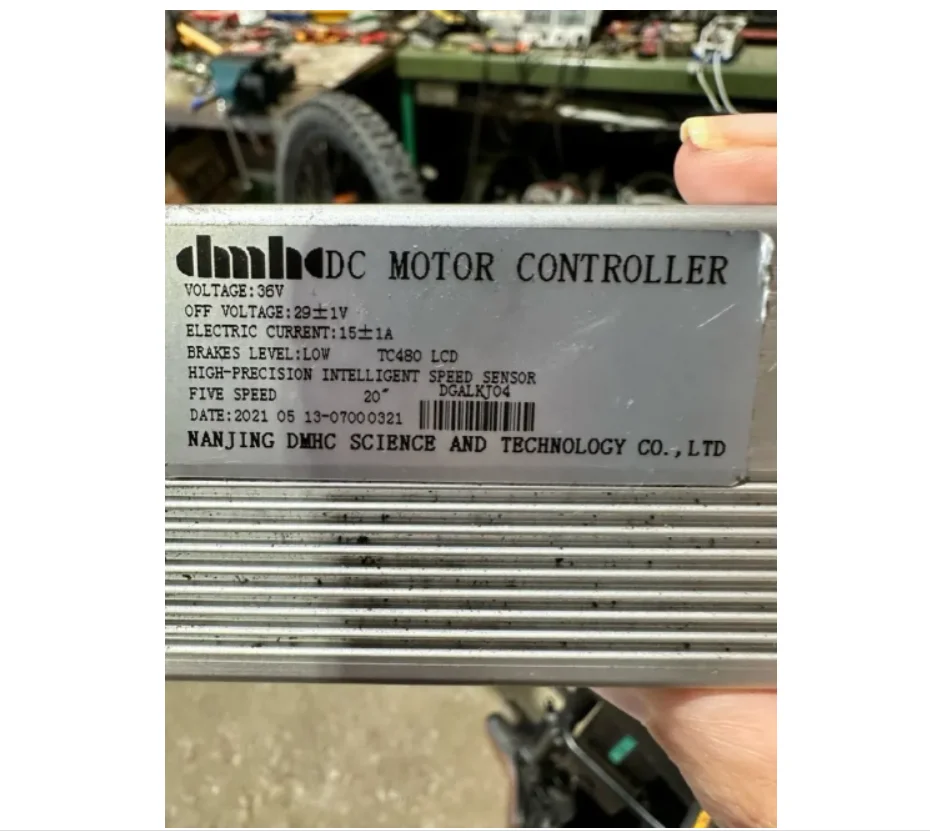 dmhc DC MOTOR CONTROLLER
VOLTAGE:36V
OFF VOLTAGE:29±1V
ELECTRIC CURRENT:15±1A
BRAKES LEVEL:LOW TC480 LCD
HIGH-PRECISION INTELLIGENT SPEED SENSOR
FIVE SPEED 20″ DGALKJ04
DATE:2021 05 13-07000321
NANJING DMHC SCIENCE AND TECHNOLOGY CO.,LTD